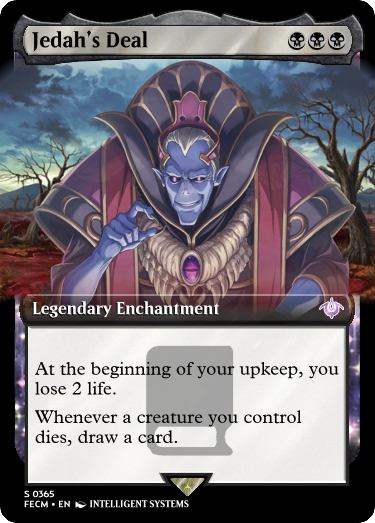 Jedah's Deal
Legendary Enchantment
At the beginning of your upkeep, you
lose 2 life.
Whenever a creature you control
dies, draw a card.
S 0365
FECM • EN INTELLIGENT SYSTEMS